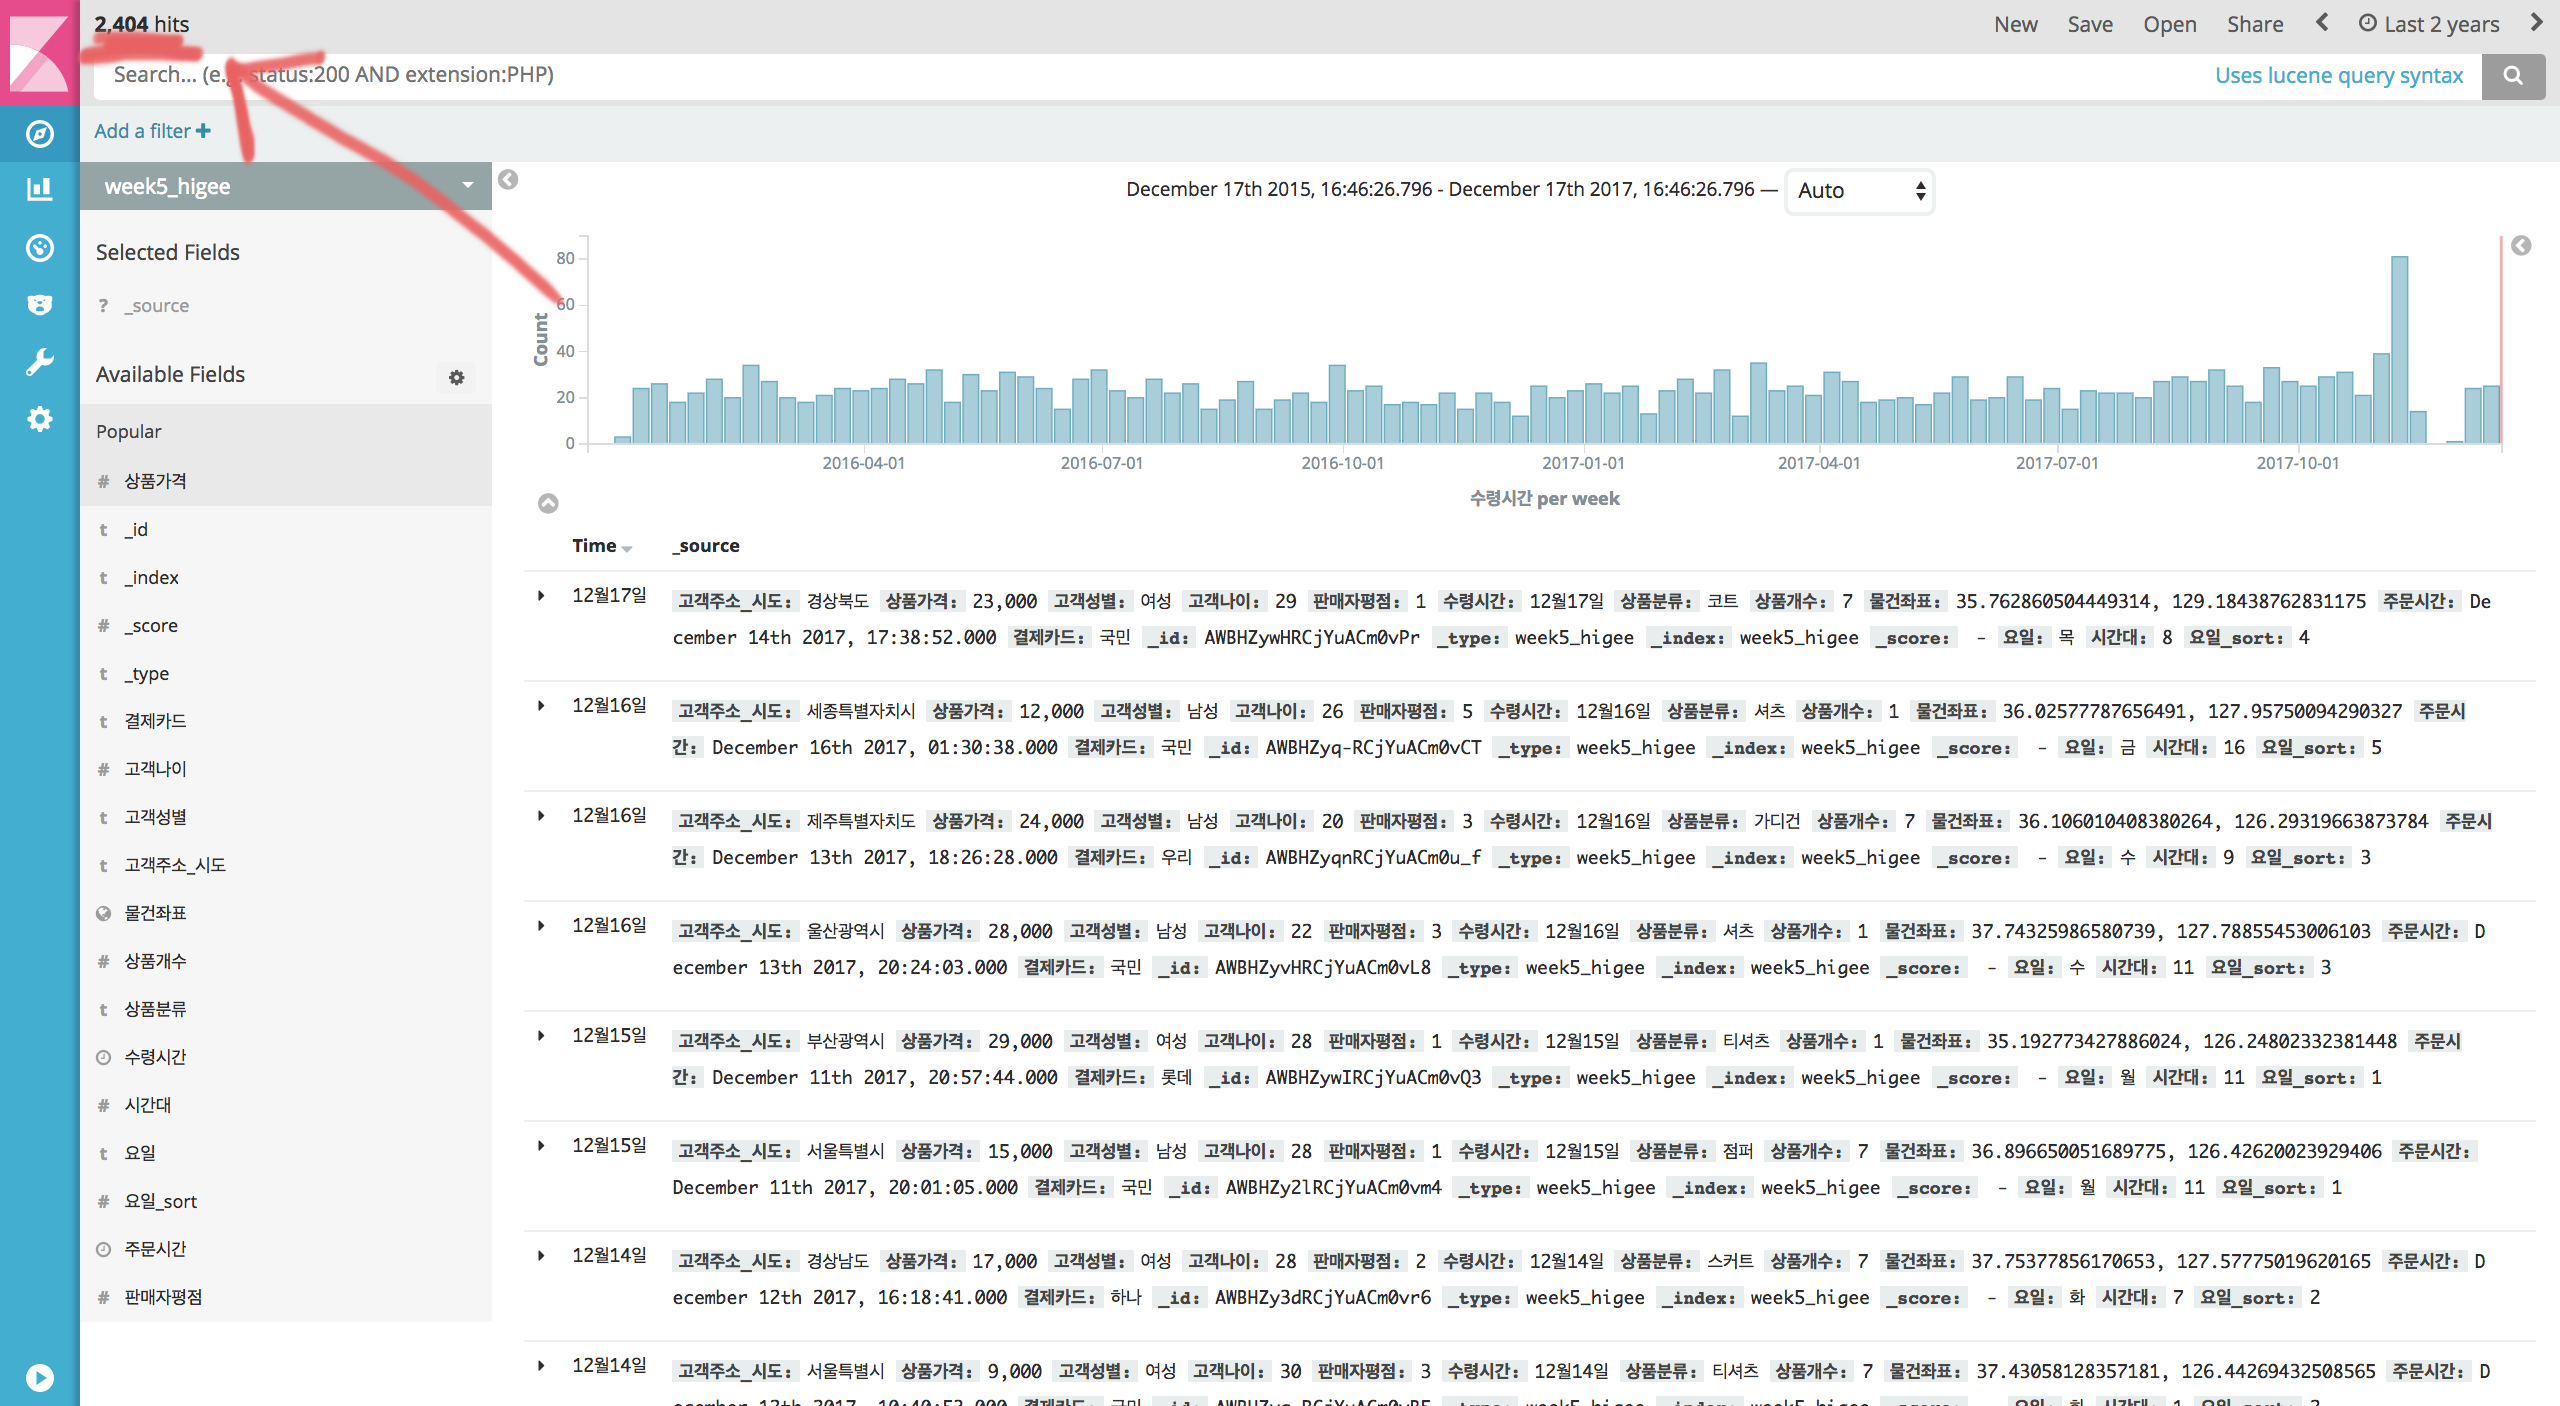 2,404 hits
New Save Open Share Last 2 years
Search... (e.g. status:200 AND extension:PHP)
Uses lucene query syntax
Add a filter
week5_higee
Selected Fields
? _source
Available Fields
Popular
# 상품가격
t _id
t _index
# _score
t _type
t 결제카드
# 고객나이
t 고객성별
t 고객주소_시도
물건좌표
# 상품개수
t 상품분류
수령시간
# 시간대
t 요일
# 요일_sort
주문시간
# 판매자평점
December 17th 2015, 16:46:26.796 - December 17th 2017, 16:46:26.796 — Auto
Count
80
60
40
20
0
2016-04-01 2016-07-01 2016-10-01 2017-01-01 2017-04-01 2017-07-01 2017-10-01
수령시간 per week
Time _source
12월17일 고객주소_시도: 경상북도 상품가격: 23,000 고객성별: 여성 고객나이: 29 판매자평점: 1 수령시간: 12월17일 상품분류: 코트 상품개수: 7 물건좌표: 35.762860504449314, 129.18438762831175 주문시간: De
cember 14th 2017, 17:38:52.000 결제카드: 국민 _id: AWBHZywHRCjYuACm0vPr _type: week5_higee _index: week5_higee _score: - 요일: 목 시간대: 8 요일_sort: 4
12월16일 고객주소_시도: 세종특별자치시 상품가격: 12,000 고객성별: 남성 고객나이: 26 판매자평점: 5 수령시간: 12월16일 상품분류: 셔츠 상품개수: 1 물건좌표: 36.02577787656491, 127.95750094290327 주문시
간: December 16th 2017, 01:30:38.000 결제카드: 국민 _id: AWBHZyq-RCjYuACm0vCT _type: week5_higee _index: week5_higee _score: - 요일: 금 시간대: 16 요일_sort: 5
12월16일 고객주소_시도: 제주특별자치도 상품가격: 24,000 고객성별: 남성 고객나이: 20 판매자평점: 3 수령시간: 12월16일 상품분류: 가디건 상품개수: 7 물건좌표: 36.106010408380264, 126.29319663873784 주문시
간: December 13th 2017, 18:26:28.000 결제카드: 우리 _id: AWBHZyqnRCjYuACm0u_f _type: week5_higee _index: week5_higee _score: - 요일: 수 시간대: 9 요일_sort: 3
12월16일 고객주소_시도: 울산광역시 상품가격: 28,000 고객성별: 남성 고객나이: 22 판매자평점: 3 수령시간: 12월16일 상품분류: 셔츠 상품개수: 1 물건좌표: 37.74325986580739, 127.78855453006103 주문시간: D
ecember 13th 2017, 20:24:03.000 결제카드: 국민 _id: AWBHZyvHRCjYuACm0vL8 _type: week5_higee _index: week5_higee _score: - 요일: 수 시간대: 11 요일_sort: 3
12월15일 고객주소_시도: 부산광역시 상품가격: 29,000 고객성별: 여성 고객나이: 28 판매자평점: 1 수령시간: 12월15일 상품분류: 티셔츠 상품개수: 1 물건좌표: 35.192773427886024, 126.24802332381448 주문시
간: December 11th 2017, 20:57:44.000 결제카드: 롯데 _id: AWBHZywIRCjYuACm0vQ3 _type: week5_higee _index: week5_higee _score: - 요일: 월 시간대: 11 요일_sort: 1
12월15일 고객주소_시도: 서울특별시 상품가격: 15,000 고객성별: 남성 고객나이: 28 판매자평점: 1 수령시간: 12월15일 상품분류: 점퍼 상품개수: 7 물건좌표: 36.896650051689775, 126.42620023929406 주문시간:
December 11th 2017, 20:01:05.000 결제카드: 국민 _id: AWBHZy2lRCjYuACm0vm4 _type: week5_higee _index: week5_higee _score: - 요일: 월 시간대: 11 요일_sort: 1
12월14일 고객주소_시도: 경상남도 상품가격: 17,000 고객성별: 여성 고객나이: 28 판매자평점: 2 수령시간: 12월14일 상품분류: 스커트 상품개수: 7 물건좌표: 37.75377856170653, 127.57775019620165 주문시간: D
ecember 12th 2017, 16:18:41.000 결제카드: 하나 _id: AWBHZy3dRCjYuACm0vr6 _type: week5_higee _index: week5_higee _score: - 요일: 화 시간대: 7 요일_sort: 2
12월14일 고객주소_시도: 서울특별시 상품가격: 9,000 고객성별: 여성 고객나이: 30 판매자평점: 3 수령시간: 12월14일 상품분류: 티셔츠 상품개수: 7 물건좌표: 37.43058128357181, 126.44269432508565 주문시간: D